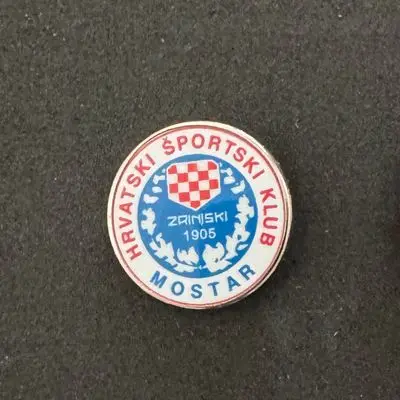 HRVATSKI ŠPORTSKI KLUB
ZRINJSKI
1905
MOSTAR